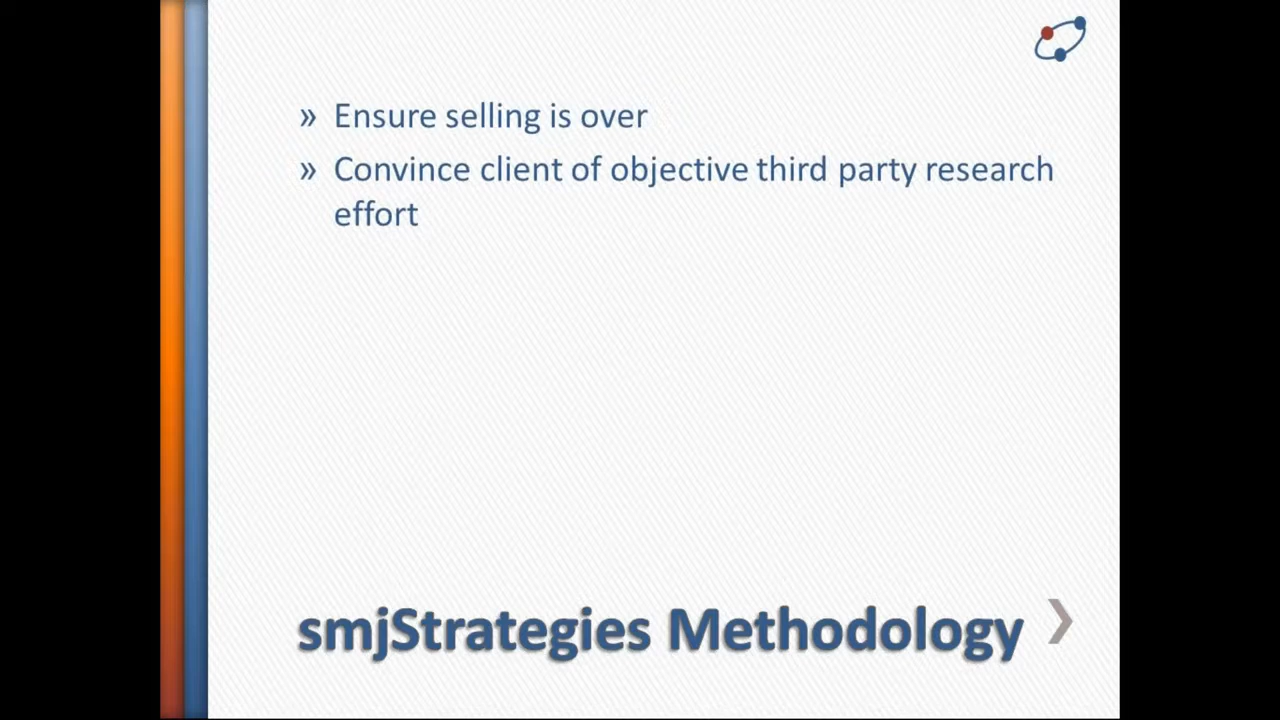 » Ensure selling is over
» Convince client of objective third party research
effort
smjStrategies Methodology